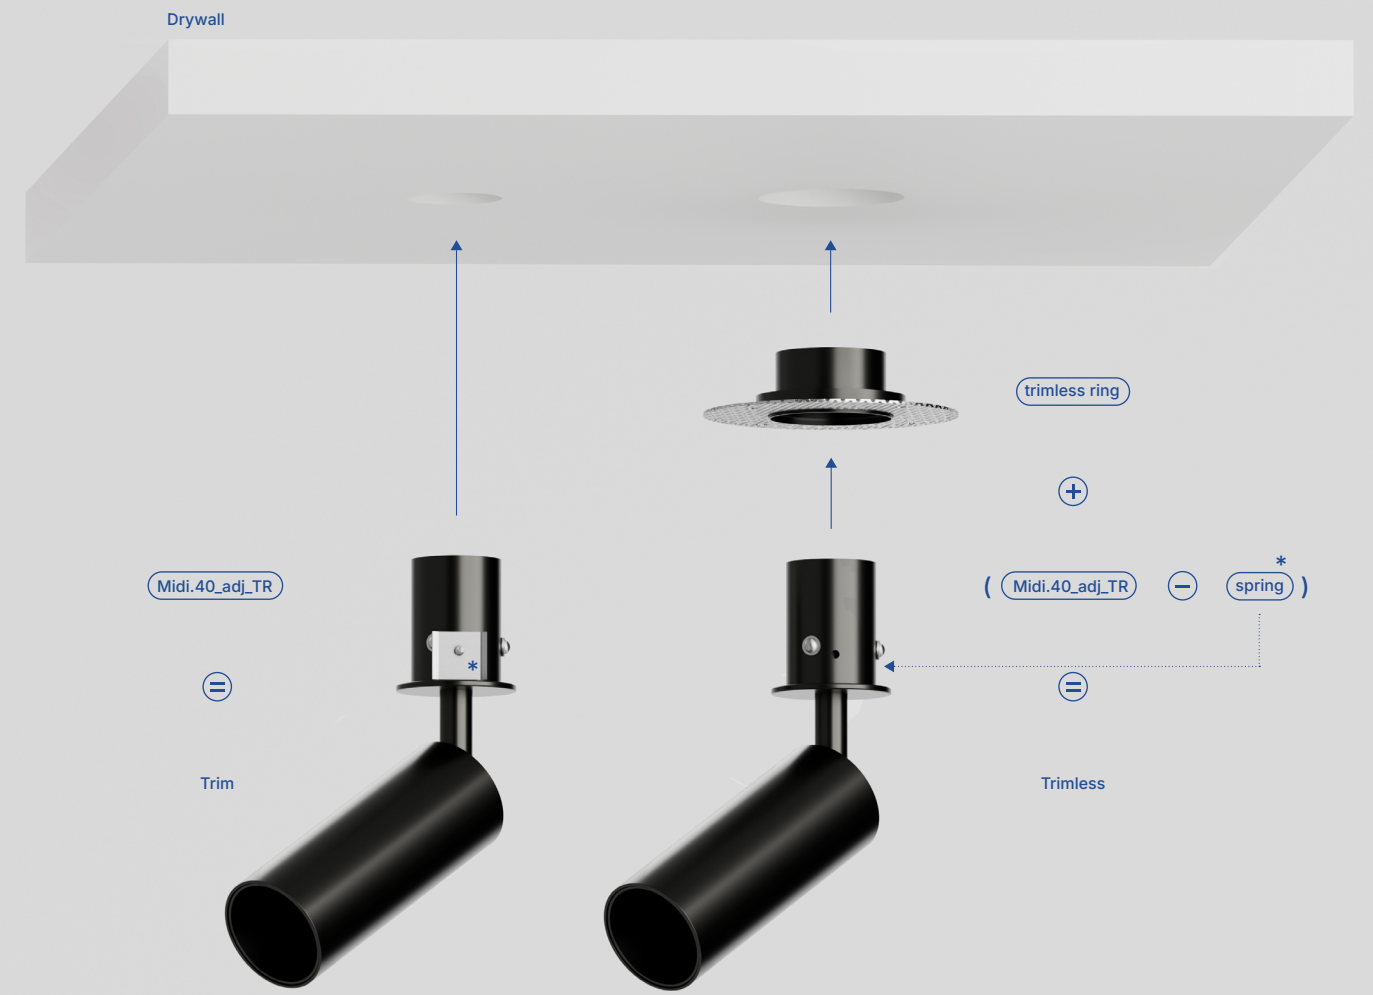 Drywall
trimless ring
+
*
Midi.40_adj_TR
( Midi.40_adj_TR − spring )
*
=
=
Trim
Trimless